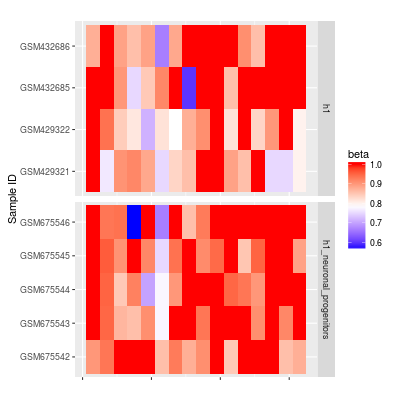 Sample ID
GSM432686
GSM432685
GSM429322
GSM429321
h1
GSM675546
GSM675545
GSM675544
GSM675543
GSM675542
h1_neuronal_progenitors
beta
1.0
0.9
0.8
0.7
0.6